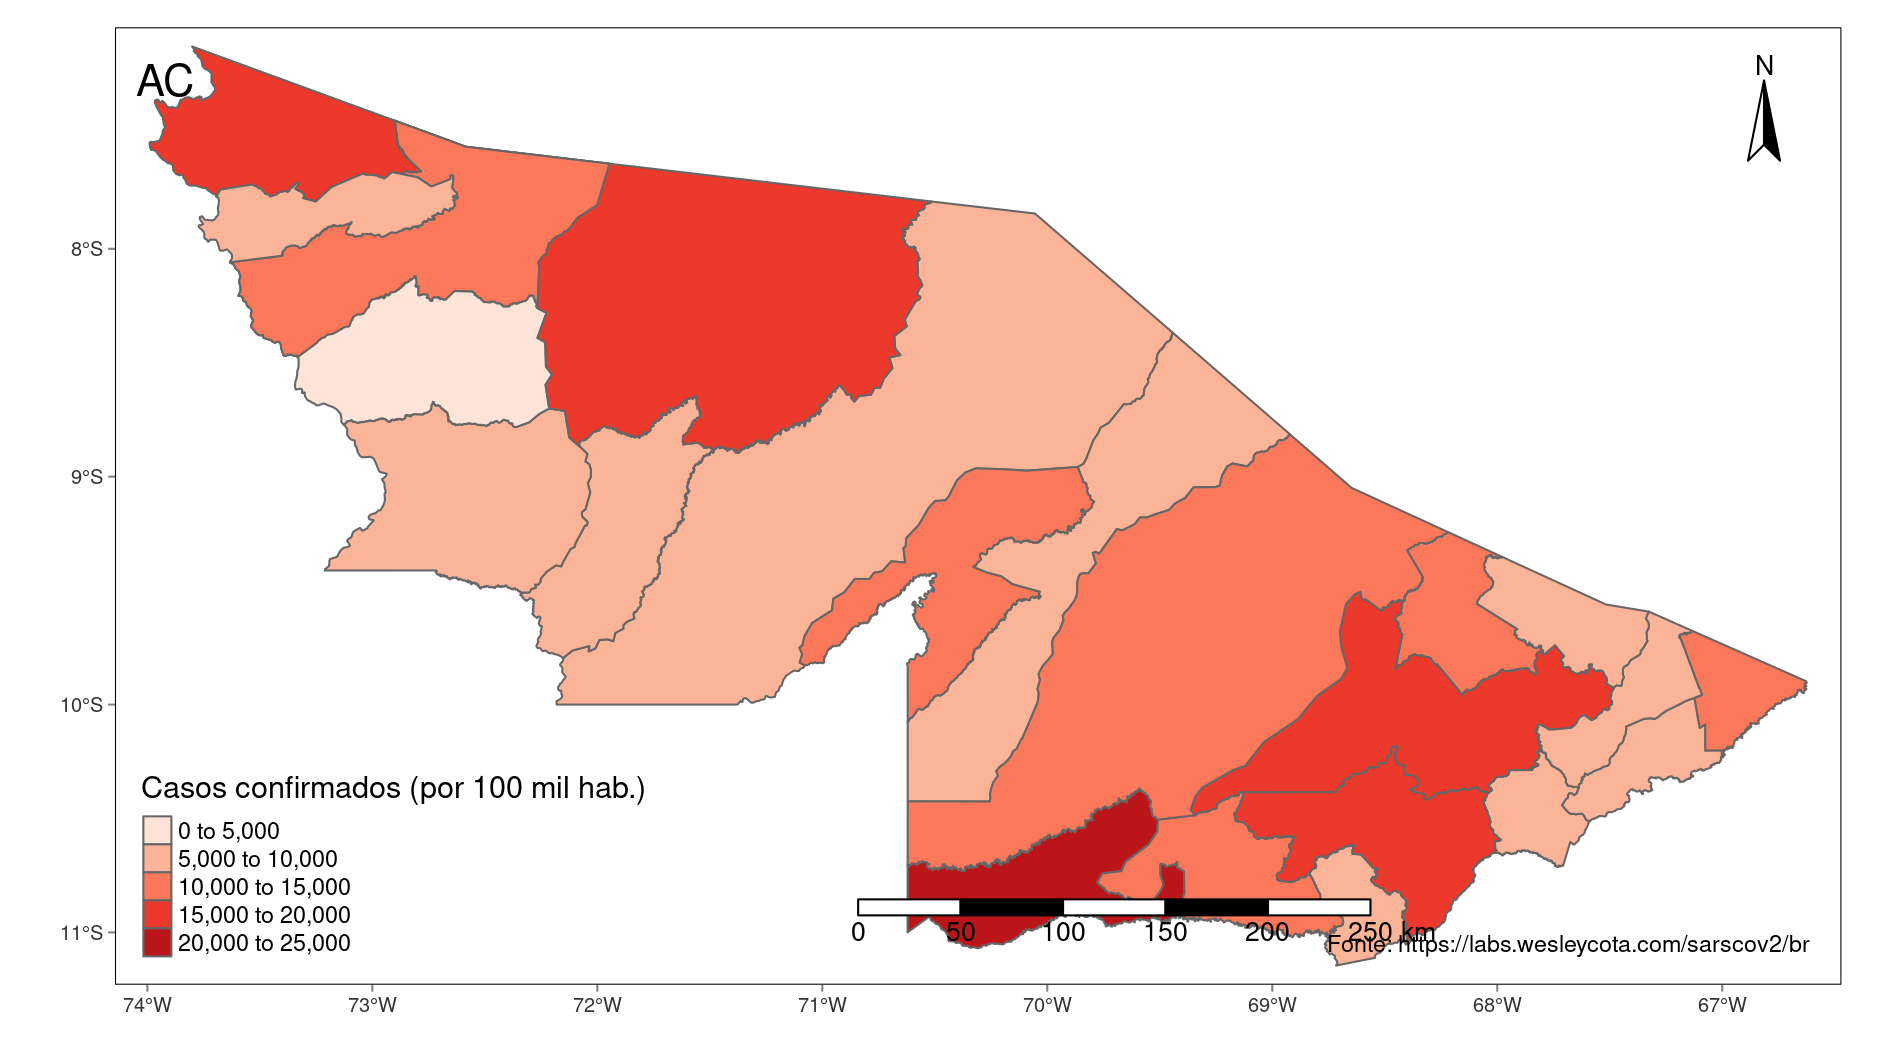 AC
N
8°S
9°S
10°S
11°S
Casos confirmados (por 100 mil hab.)
0 to 5,000
5,000 to 10,000
10,000 to 15,000
15,000 to 20,000
20,000 to 25,000
0 50 100 150 200 250 km
Fonte: https://labs.wesleycota.com/sarscov2/br
74°W 73°W 72°W 71°W 70°W 69°W 68°W 67°W